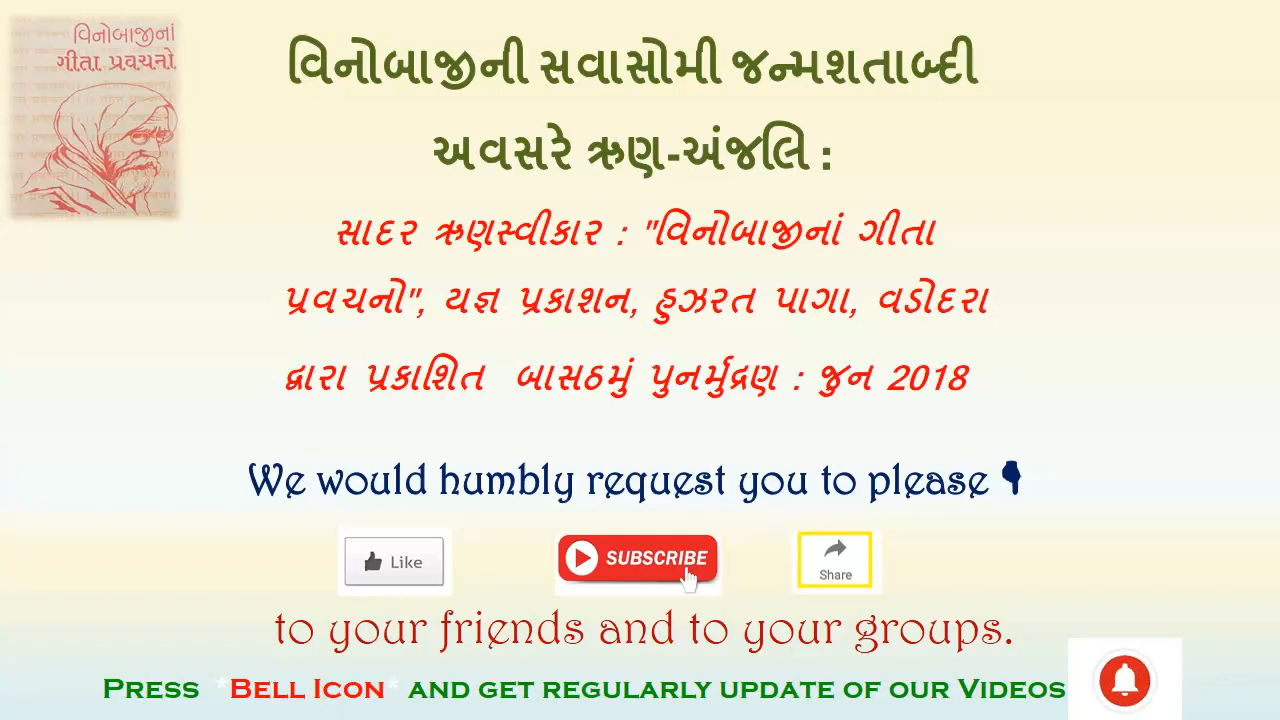 વિનોબાજીનાં
ગીતા પ્રવચનો
વિનોબાજીની સવાસોમી જન્મશતાબ્દી
અવસરે ઋણ-અંજલિ :
સાદર ઋણસ્વીકાર : "વિનોબાજીનાં ગીતા
પ્રવચનો", યજ્ઞ પ્રકાશન, હુઝરત પાગા, વડોદરા
દ્વારા પ્રકાશિત બાસઠમું પુનર્મુદ્રણ : જુન 2018
We would humbly request you to please 👇
Like
SUBSCRIBE
Share
to your friends and to your groups.
PRESS *BELL ICON* AND GET REGULARLY UPDATE OF OUR VIDEOS